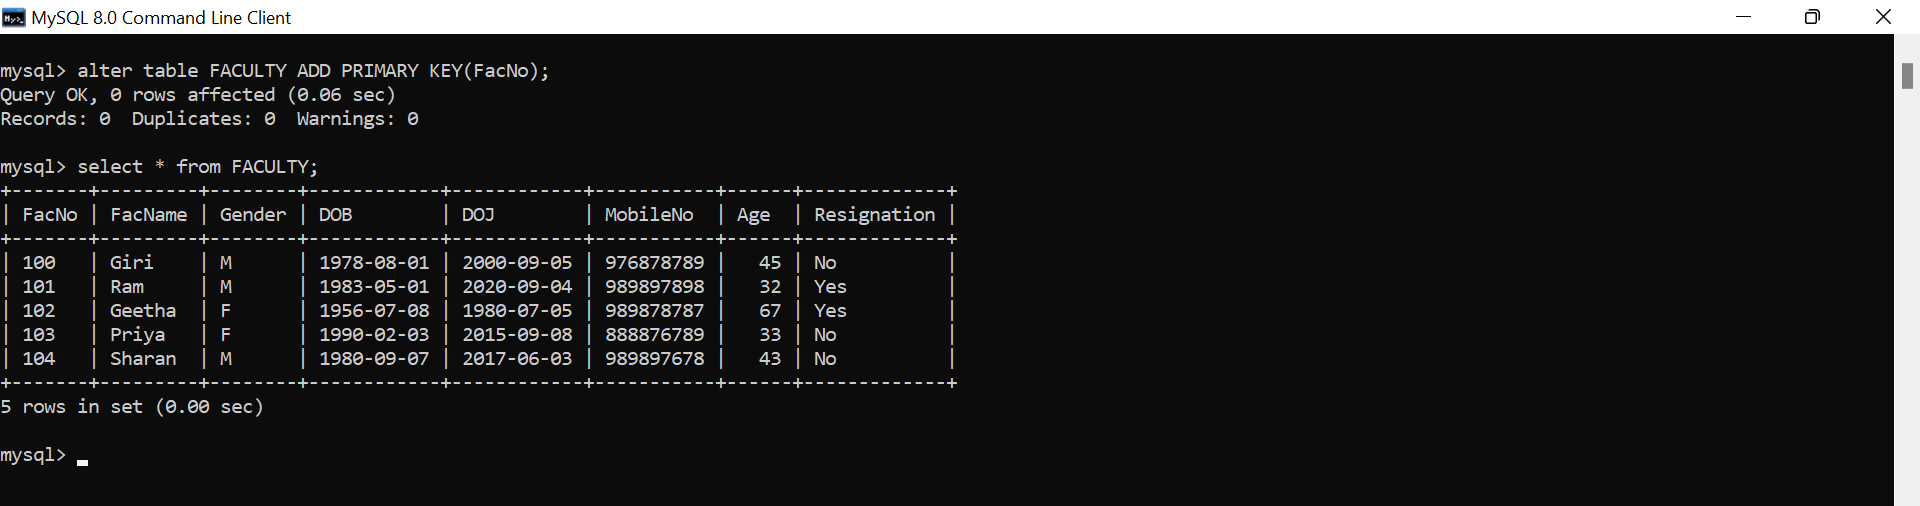 MySQL 8.0 Command Line Client
mysql> alter table FACULTY ADD PRIMARY KEY(FacNo);
Query OK, 0 rows affected (0.06 sec)
Records: 0  Duplicates: 0  Warnings: 0
mysql> select * from FACULTY;
+-------+---------+--------+------------+------------+-----------+------+-------------+
| FacNo | FacName | Gender | DOB        | DOJ        | MobileNo  | Age  | Resignation |
+-------+---------+--------+------------+------------+-----------+------+-------------+
| 100   | Giri    | M      | 1978-08-01 | 2000-09-05 | 976878789 |   45 | No          |
| 101   | Ram     | M      | 1983-05-01 | 2020-09-04 | 989897898 |   32 | Yes         |
| 102   | Geetha  | F      | 1956-07-08 | 1980-07-05 | 989878787 |   67 | Yes         |
| 103   | Priya   | F      | 1990-02-03 | 2015-09-08 | 888876789 |   33 | No          |
| 104   | Sharan  | M      | 1980-09-07 | 2017-06-03 | 989897678 |   43 | No          |
+-------+---------+--------+------------+------------+-----------+------+-------------+
5 rows in set (0.00 sec)
mysql>